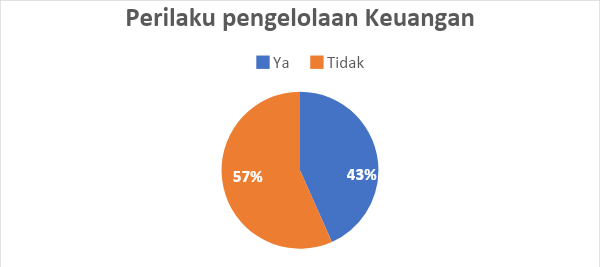 Perilaku pengelolaan Keuangan
Ya Tidak
57% 43%